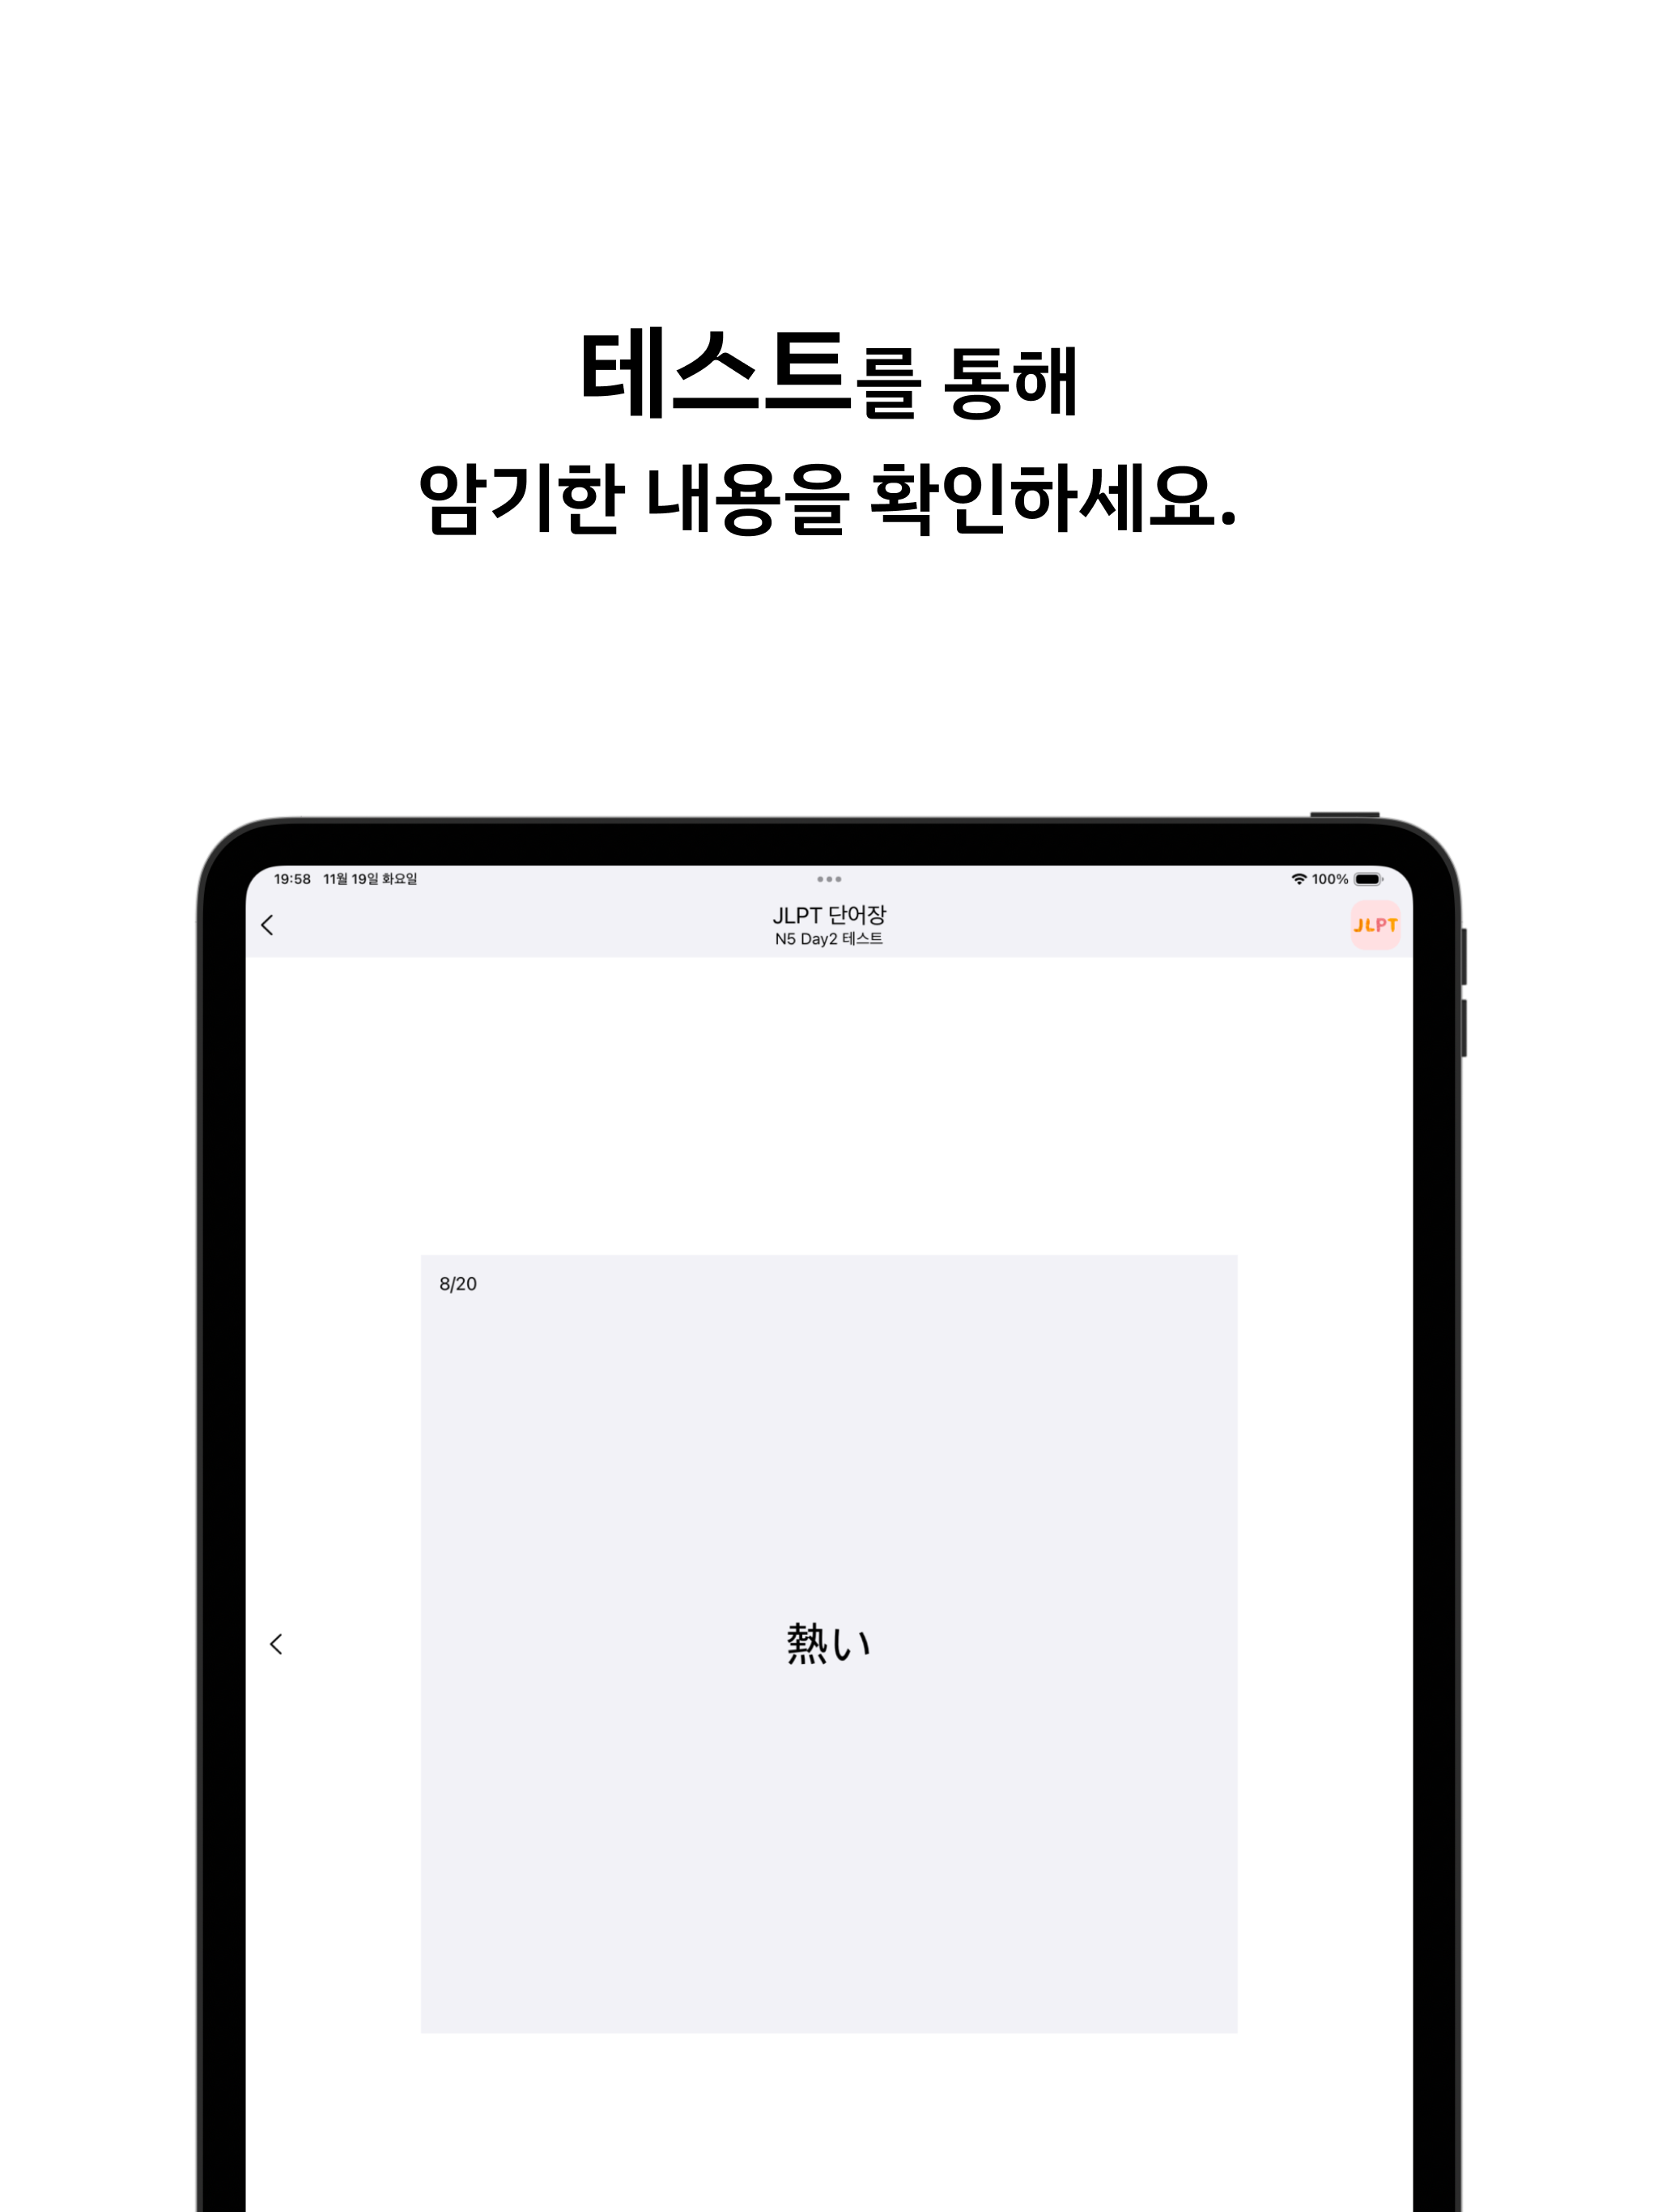 테스트를 통해
암기한 내용을 확인하세요.
19:58 11월 19일 화요일
100%
JLPT 단어장
N5 Day2 테스트
JLPT
8/20
熱い